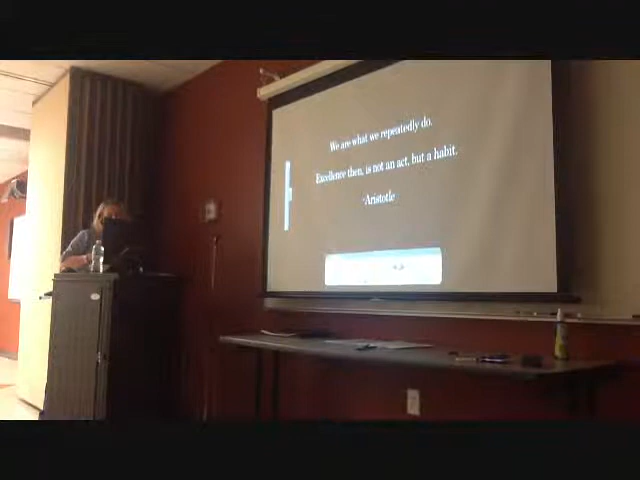 We are what we repeatedly do.
Excellence then, is not an act, but a habit.
-Aristotle